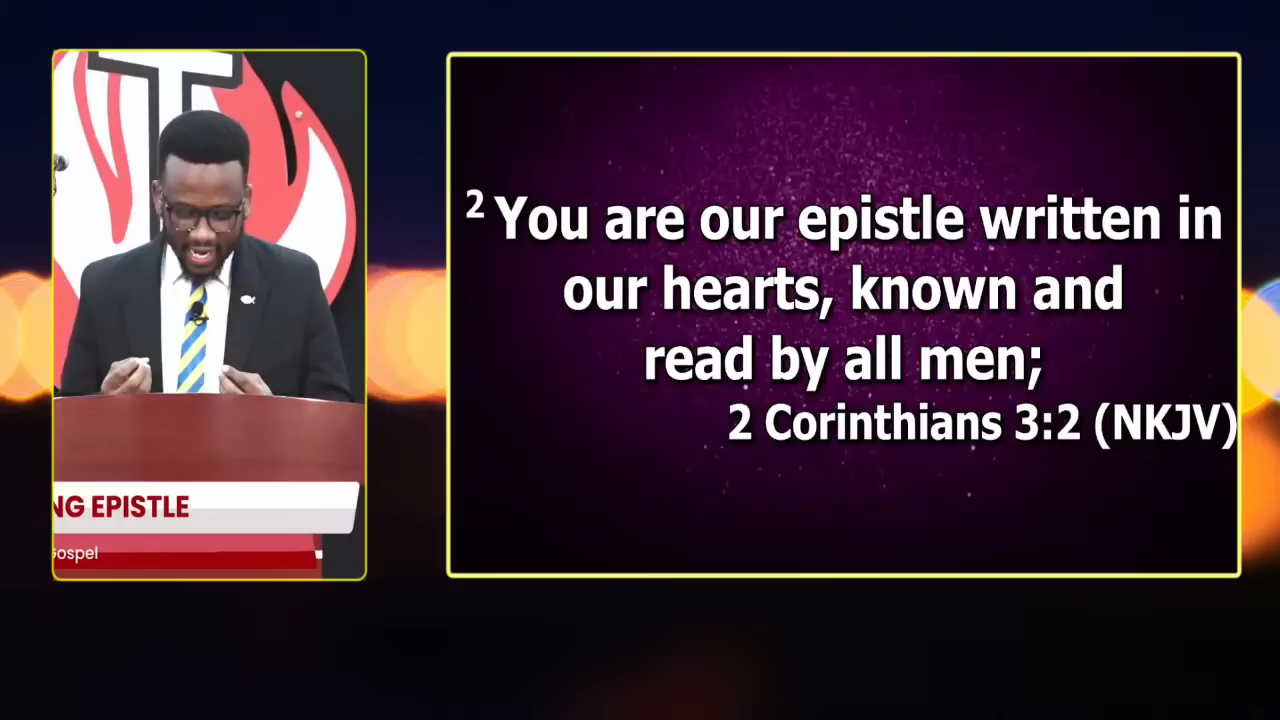 NG EPISTLE
Gospel
2 You are our epistle written in
our hearts, known and
read by all men;
2 Corinthians 3:2 (NKJV)